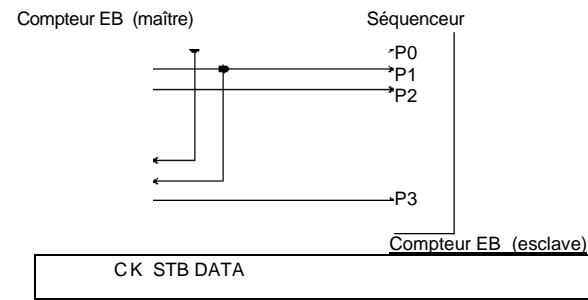 Compteur EB (maître) Séquenceur
P0
P1
P2
P3
Compteur EB (esclave)
CK STB DATA